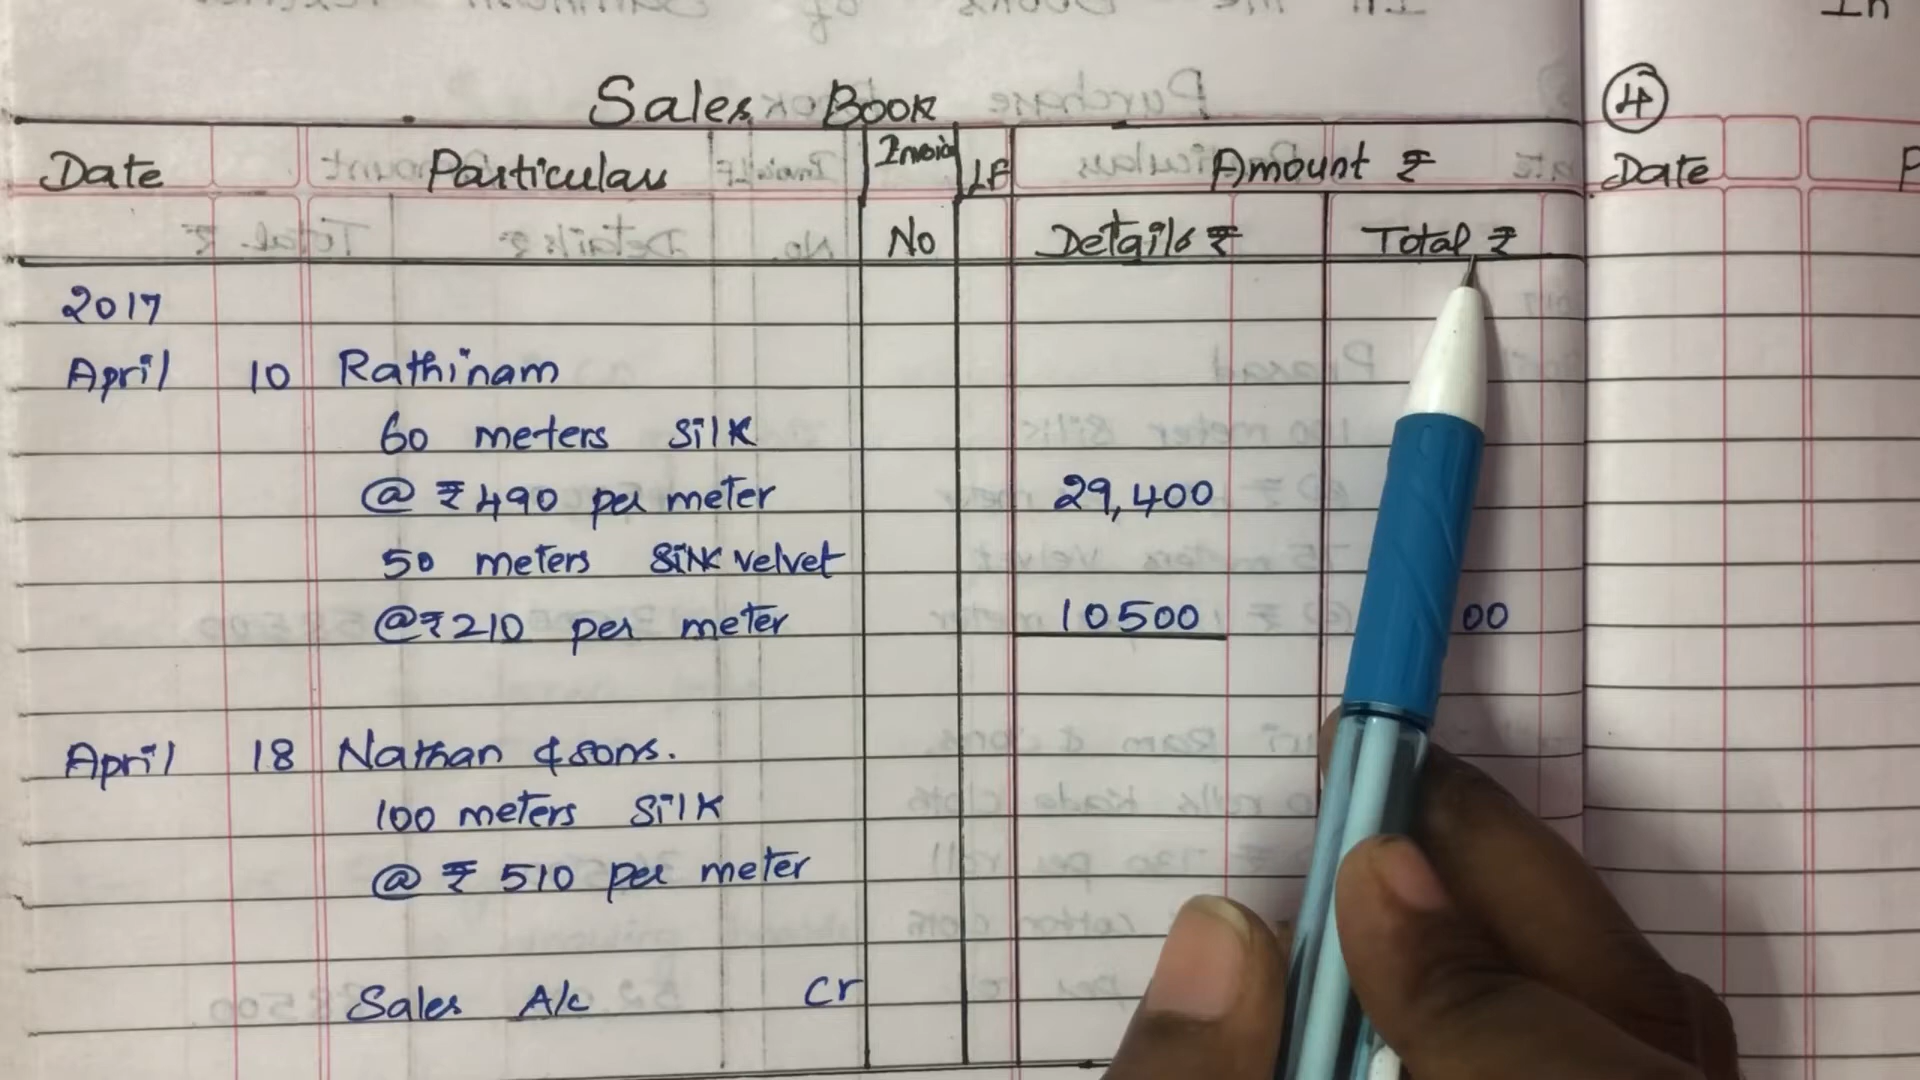 Sales Book
Date Particulars Invoice LF Amount ₹
No Details ₹ Total ₹
2017
April 10 Rathinam
60 meters Silk
@ ₹ 490 per meter 29,400
50 meters Silk velvet
@ ₹ 210 per meter 10500 00
April 18 Nathan & sons.
100 meters Silk
@ ₹ 510 per meter
Sales A/c Cr
In
4
Date P